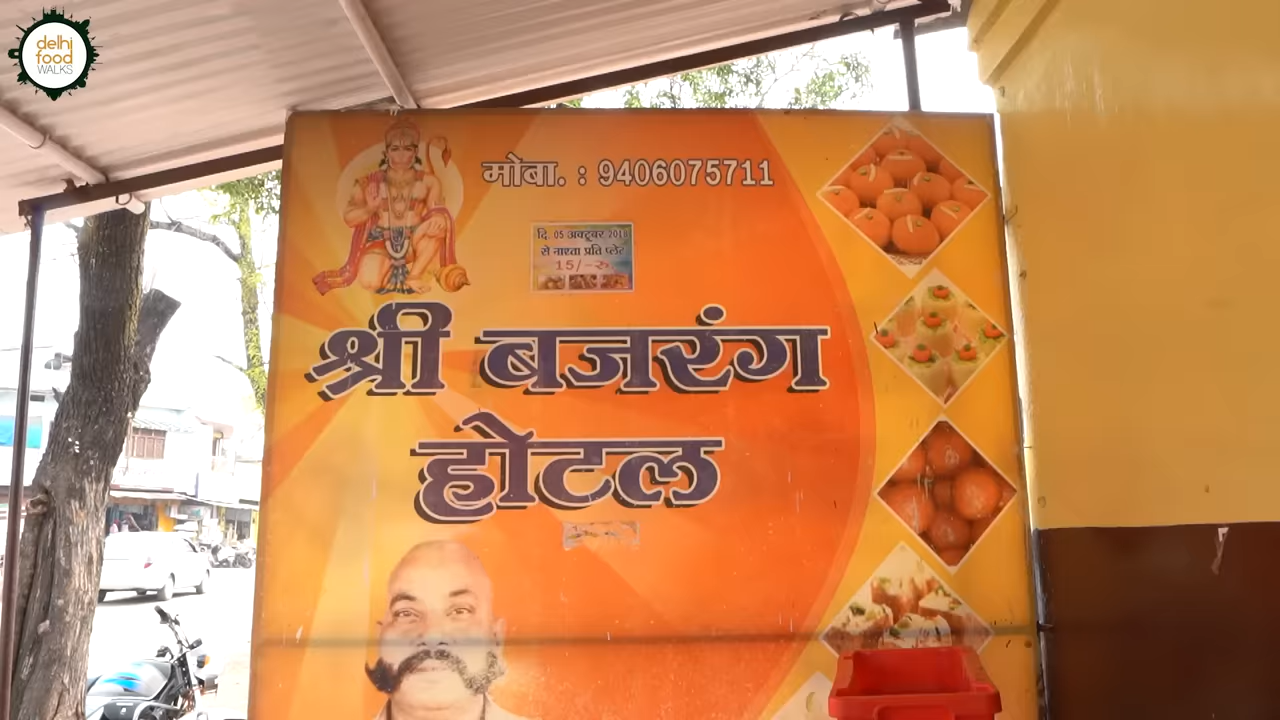 delhi
food
WALKS
मोबा. : 9406075711
दि. 05 अक्टूबर 2018
से नाश्ता प्रति प्लेट
15/-रु
श्री बजरंग
होटल